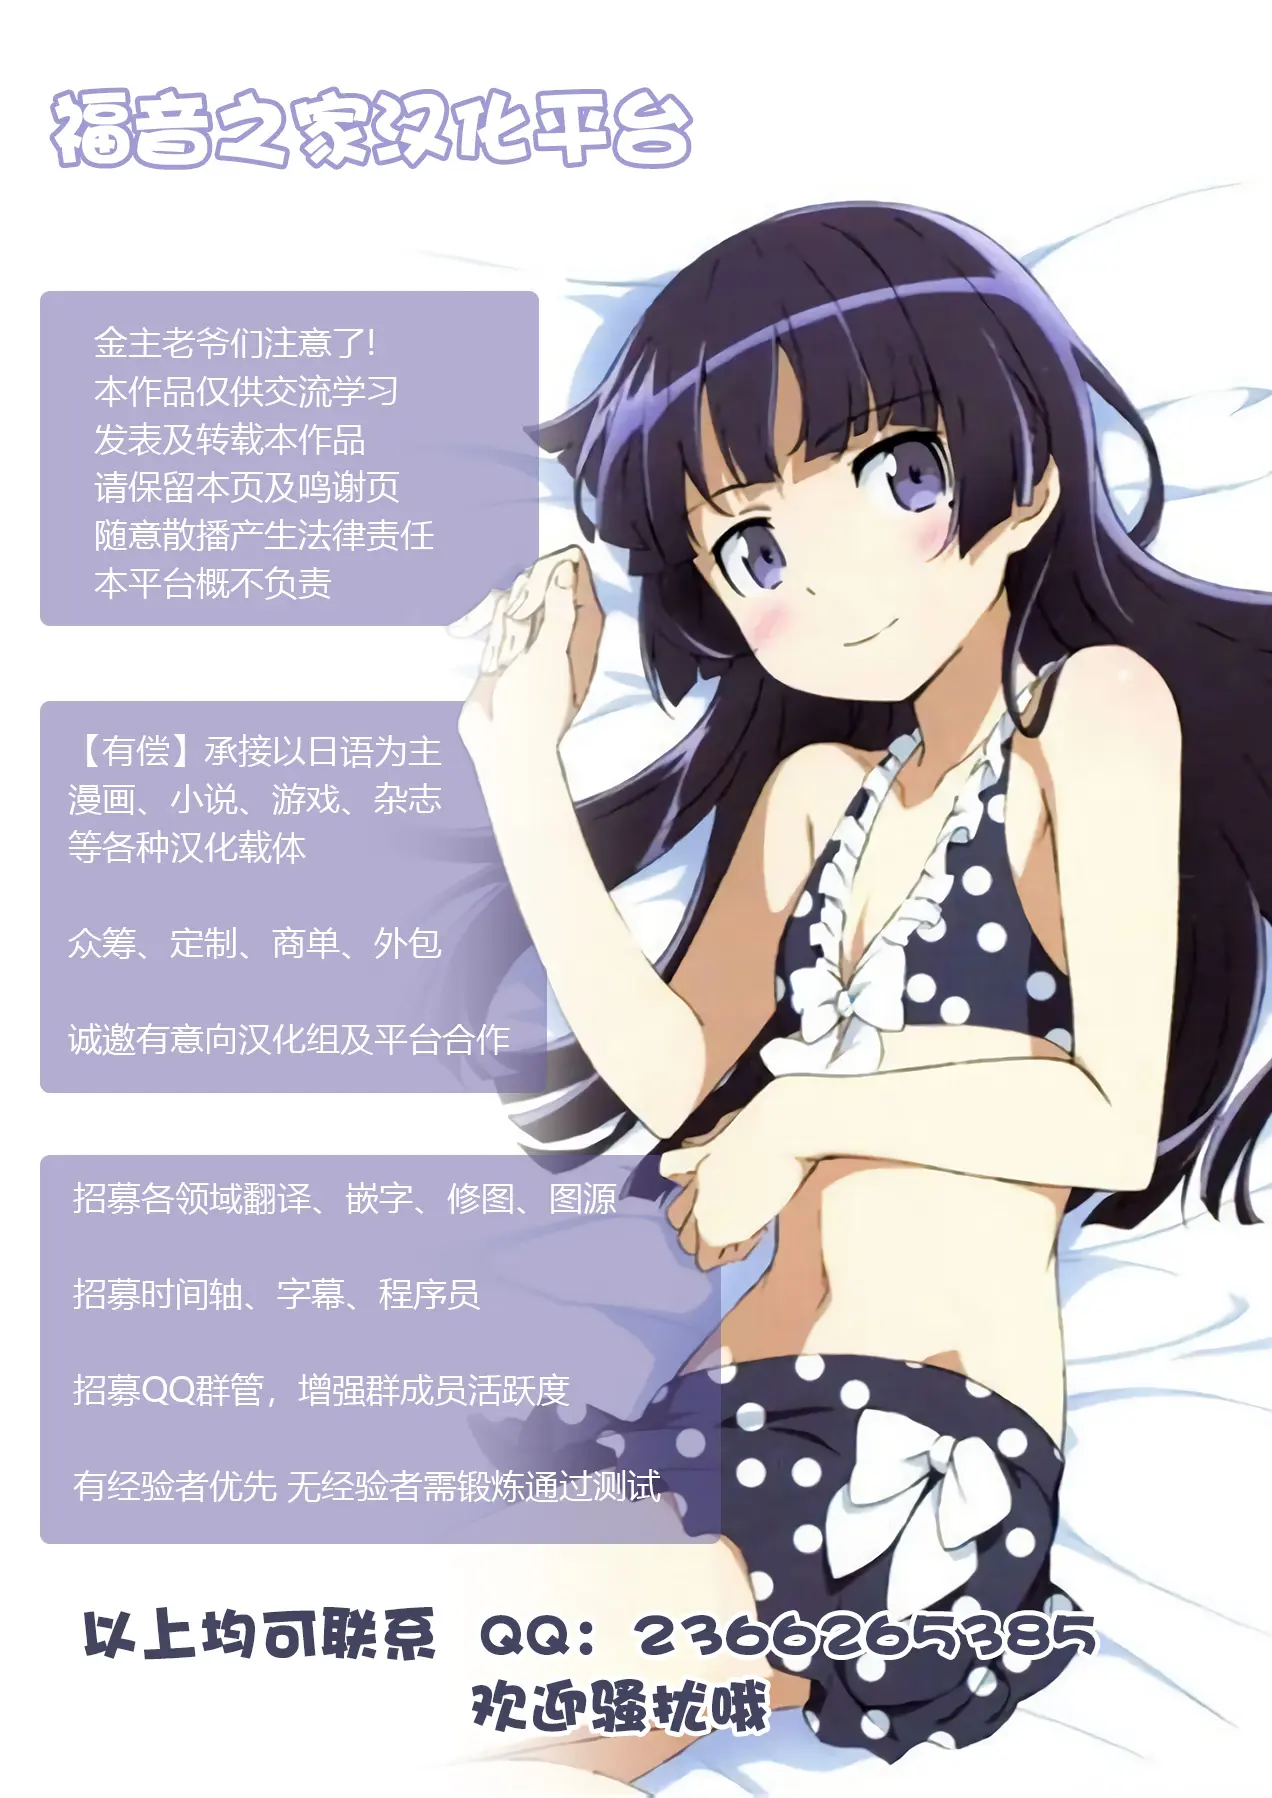 福音之家汉化平台
金主老爷们注意了!
本作品仅供交流学习
发表及转载本作品
请保留本页及鸣谢页
随意散播产生法律责任
本平台概不负责
【有偿】承接以日语为主
漫画、小说、游戏、杂志
等各种汉化载体
众筹、定制、商单、外包
诚邀有意向汉化组及平台合作
招募各领域翻译、嵌字、修图、图源
招募时间轴、字幕、程序员
招募QQ群管，增强群成员活跃度
有经验者优先 无经验者需锻炼通过测试
以上均可联系 QQ：2366265385
欢迎骚扰哦